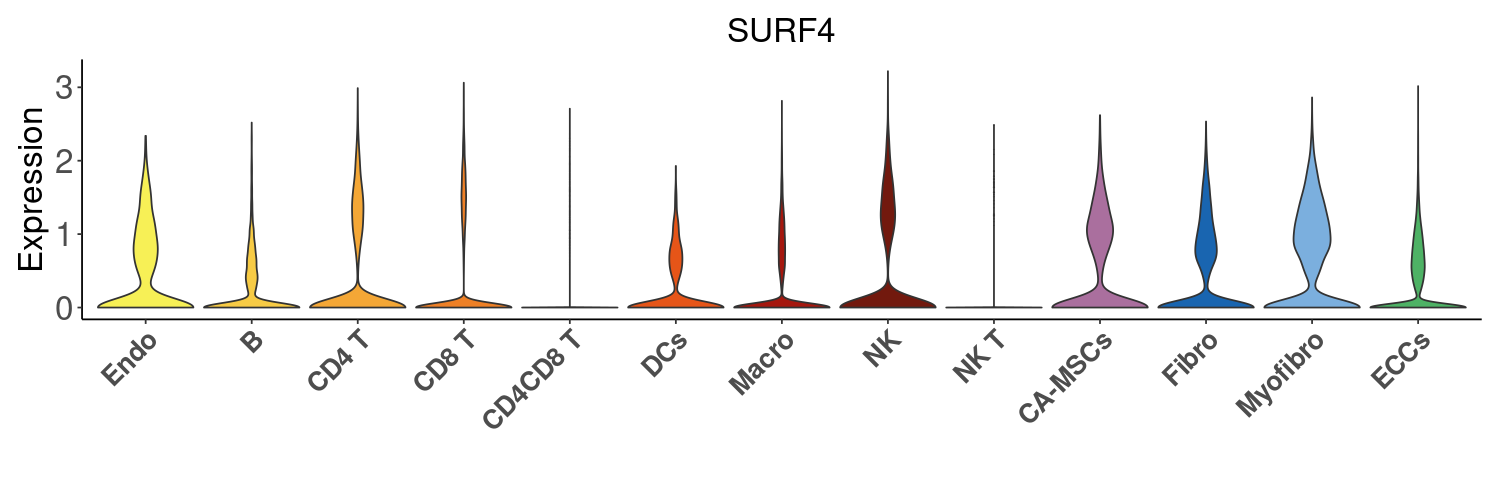 SURF4
Expression
3
2
1
0
Endo
B
CD4 T
CD8 T
CD4CD8 T
DCs
Macro
NK
NK T
CA-MSCs
Fibro
Myofibro
ECCs